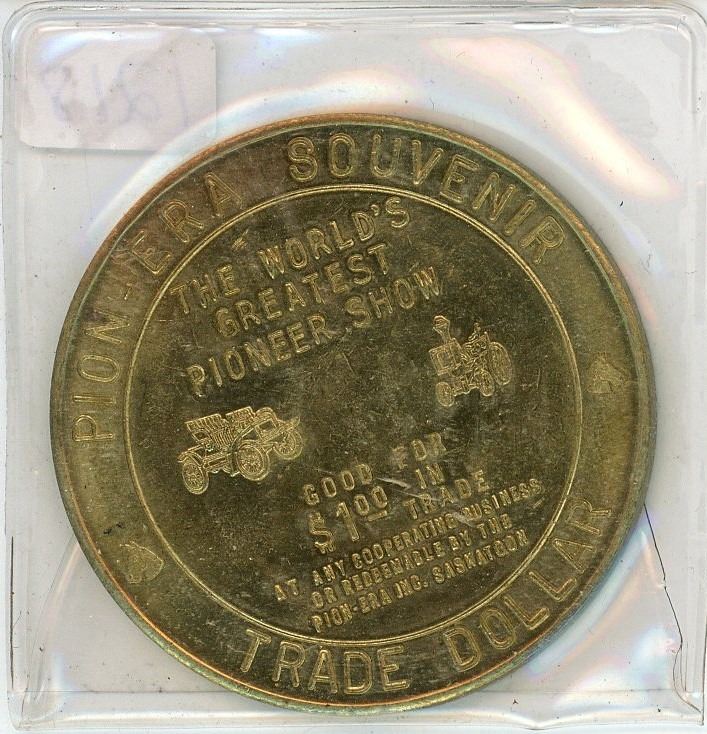 PION-ERA SOUVENIR
THE WORLD'S
GREATEST
PIONEER SHOW
GOOD FOR
$1.00 IN
TRADE
AT ANY COOPERATING BUSINESS
OR REDEEMABLE BY THE
PION-ERA INC. SASKATOON
TRADE DOLLAR